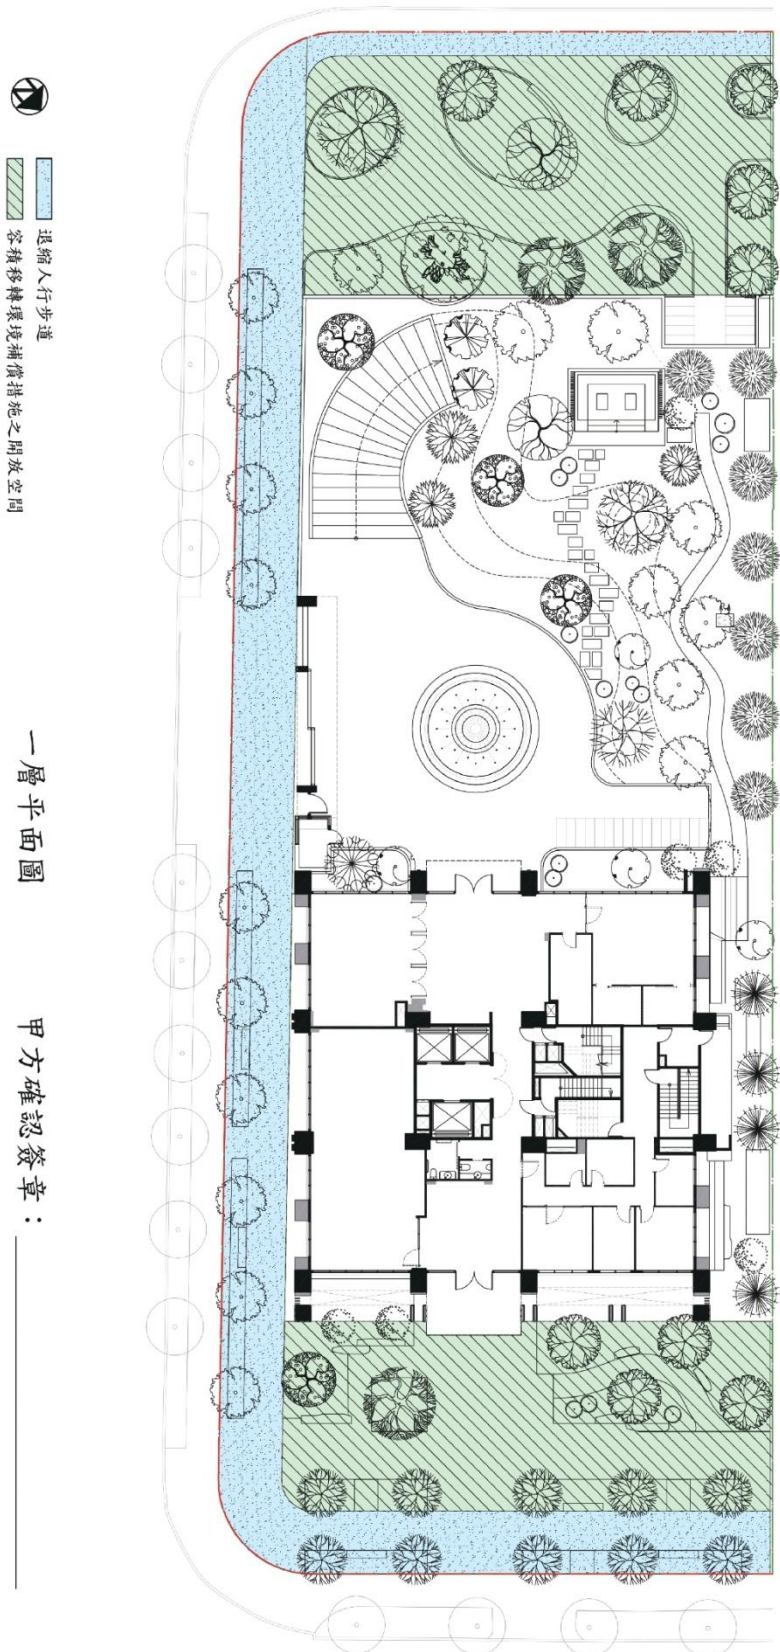 退縮人行步道
容積移轉環境補償措施之開放空間
一層平面圖
甲方確認簽章：